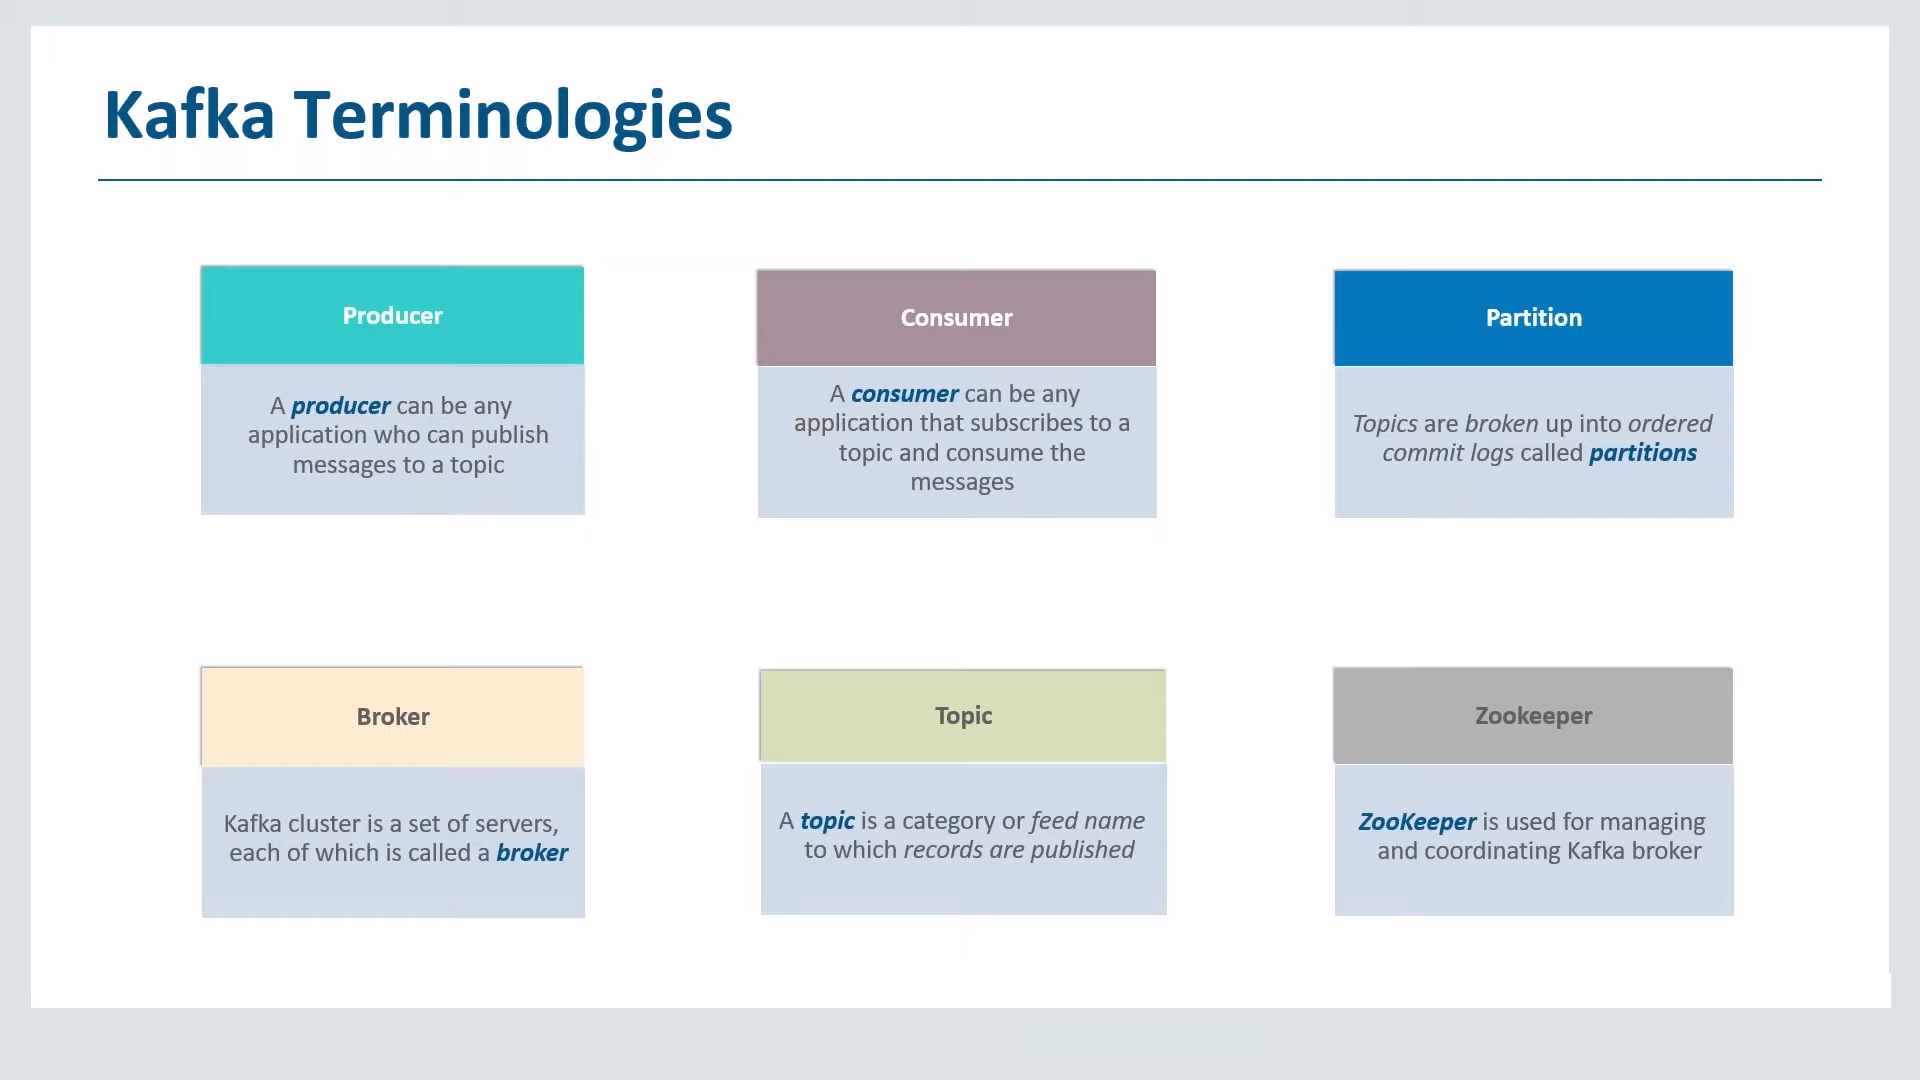 Kafka Terminologies
Producer
A producer can be any
application who can publish
messages to a topic
Consumer
A consumer can be any
application that subscribes to a
topic and consume the
messages
Partition
Topics are broken up into ordered
commit logs called partitions
Broker
Kafka cluster is a set of servers,
each of which is called a broker
Topic
A topic is a category or feed name
to which records are published
Zookeeper
ZooKeeper is used for managing
and coordinating Kafka broker